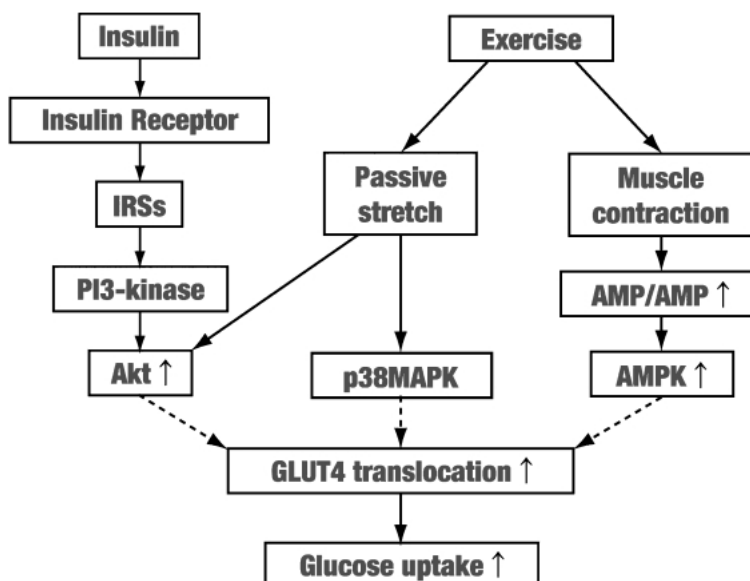 Insulin
Exercise
Insulin Receptor
Passive
stretch
Muscle
contraction
IRSs
PI3-kinase
AMP/AMP ↑
Akt ↑
p38MAPK
AMPK ↑
GLUT4 translocation ↑
Glucose uptake ↑